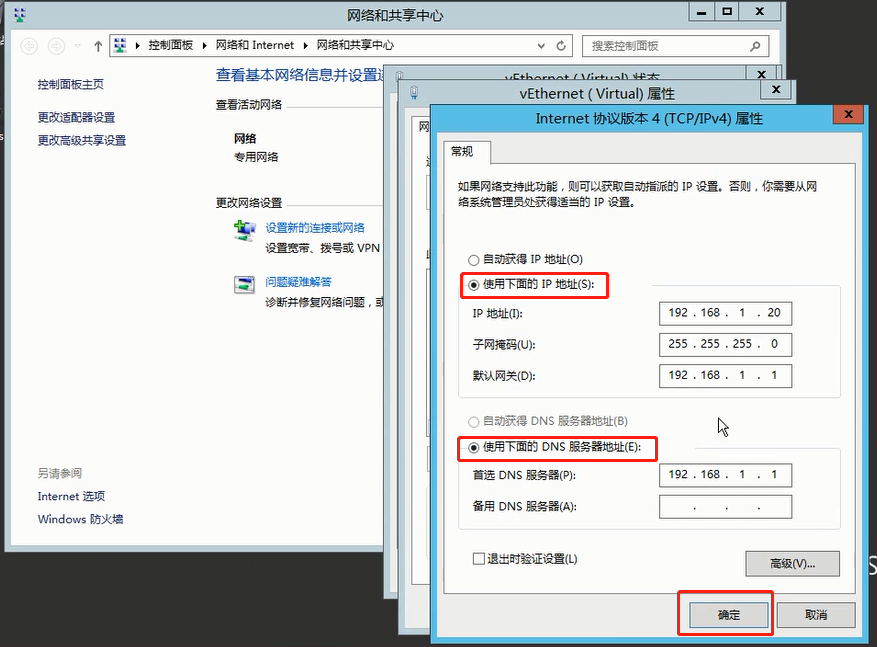 网络和共享中心
控制面板 网络和 Internet 网络和共享中心
搜索控制面板
控制面板主页
更改适配器设置
更改高级共享设置
查看基本网络信息并设置连
查看活动网络
网络
专用网络
更改网络设置
设置新的连接或网络
设置宽带、拨号或 VPN
问题疑难解答
诊断并修复网络问题，或
另请参阅
Internet 选项
Windows 防火墙
vEthernet ( Virtual) 状态
vEthernet ( Virtual) 属性
网
Internet 协议版本 4 (TCP/IPv4) 属性
常规
如果网络支持此功能，则可以获取自动指派的 IP 设置。否则，你需要从网
络系统管理员处获得适当的 IP 设置。
自动获得 IP 地址(O)
使用下面的 IP 地址(S):
IP 地址(I): 192 . 168 . 1 . 20
子网掩码(U): 255 . 255 . 255 . 0
默认网关(D): 192 . 168 . 1 . 1
自动获得 DNS 服务器地址(B)
使用下面的 DNS 服务器地址(E):
首选 DNS 服务器(P): 192 . 168 . 1 . 1
备用 DNS 服务器(A): . . .
退出时验证设置(L)
高级(V)...
确定
取消